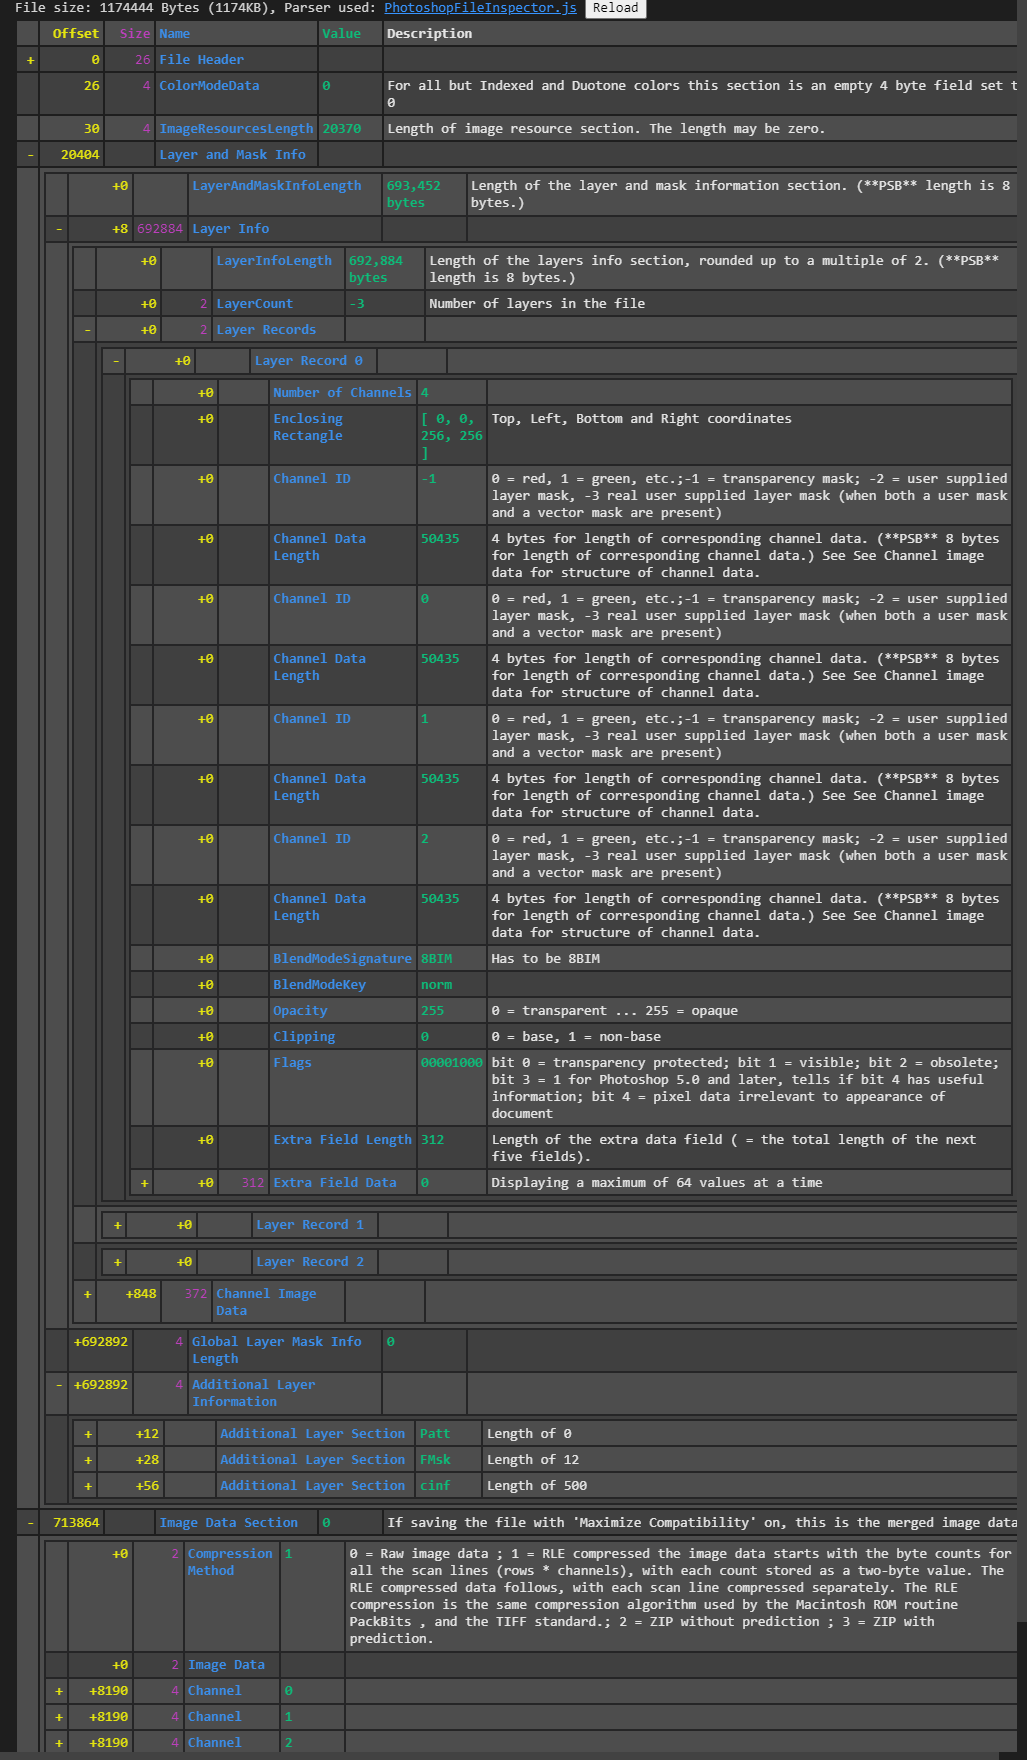 File size: 1174444 Bytes (1174KB), Parser used: PhotoshopFileInspector.js Reload
Offset Size Name Value Description
+ 0 26 File Header
26 4 ColorModeData 0 For all but Indexed and Duotone colors this section is an empty 4 byte field set t
0
30 4 ImageResourcesLength 20370 Length of image resource section. The length may be zero.
- 20404 Layer and Mask Info
+0 LayerAndMaskInfoLength 693,452 Length of the layer and mask information section. (**PSB** length is 8
bytes bytes.)
- +8 692884 Layer Info
+0 LayerInfoLength 692,884 Length of the layers info section, rounded up to a multiple of 2. (**PSB**
bytes length is 8 bytes.)
+0 2 LayerCount -3 Number of layers in the file
- +0 2 Layer Records
- +0 Layer Record 0
+0 Number of Channels 4
+0 Enclosing [ 0, 0, Top, Left, Bottom and Right coordinates
Rectangle 256, 256
]
+0 Channel ID -1 0 = red, 1 = green, etc.;-1 = transparency mask; -2 = user supplied
layer mask, -3 real user supplied layer mask (when both a user mask
and a vector mask are present)
+0 Channel Data 50435 4 bytes for length of corresponding channel data. (**PSB** 8 bytes
Length for length of corresponding channel data.) See See Channel image
data for structure of channel data.
+0 Channel ID 0 0 = red, 1 = green, etc.;-1 = transparency mask; -2 = user supplied
layer mask, -3 real user supplied layer mask (when both a user mask
and a vector mask are present)
+0 Channel Data 50435 4 bytes for length of corresponding channel data. (**PSB** 8 bytes
Length for length of corresponding channel data.) See See Channel image
data for structure of channel data.
+0 Channel ID 1 0 = red, 1 = green, etc.;-1 = transparency mask; -2 = user supplied
layer mask, -3 real user supplied layer mask (when both a user mask
and a vector mask are present)
+0 Channel Data 50435 4 bytes for length of corresponding channel data. (**PSB** 8 bytes
Length for length of corresponding channel data.) See See Channel image
data for structure of channel data.
+0 Channel ID 2 0 = red, 1 = green, etc.;-1 = transparency mask; -2 = user supplied
layer mask, -3 real user supplied layer mask (when both a user mask
and a vector mask are present)
+0 Channel Data 50435 4 bytes for length of corresponding channel data. (**PSB** 8 bytes
Length for length of corresponding channel data.) See See Channel image
data for structure of channel data.
+0 BlendModeSignature 8BIM Has to be 8BIM
+0 BlendModeKey norm
+0 Opacity 255 0 = transparent ... 255 = opaque
+0 Clipping 0 0 = base, 1 = non-base
+0 Flags 00001000 bit 0 = transparency protected; bit 1 = visible; bit 2 = obsolete;
bit 3 = 1 for Photoshop 5.0 and later, tells if bit 4 has useful
information; bit 4 = pixel data irrelevant to appearance of
document
+0 Extra Field Length 312 Length of the extra data field ( = the total length of the next
five fields).
+ +0 312 Extra Field Data 0 Displaying a maximum of 64 values at a time
+ +0 Layer Record 1
+ +0 Layer Record 2
+ +848 372 Channel Image
Data
+692892 4 Global Layer Mask Info 0
Length
- +692892 4 Additional Layer
Information
+ +12 Additional Layer Section Patt Length of 0
+ +28 Additional Layer Section FMsk Length of 12
+ +56 Additional Layer Section cinf Length of 500
- 713864 Image Data Section 0 If saving the file with 'Maximize Compatibility' on, this is the merged image data
+0 2 Compression 1 0 = Raw image data ; 1 = RLE compressed the image data starts with the byte counts for
Method all the scan lines (rows * channels), with each count stored as a two-byte value. The
RLE compressed data follows, with each scan line compressed separately. The RLE
compression is the same compression algorithm used by the Macintosh ROM routine
PackBits , and the TIFF standard.; 2 = ZIP without prediction ; 3 = ZIP with
prediction.
+0 2 Image Data
+ +8190 4 Channel 0
+ +8190 4 Channel 1
+ +8190 4 Channel 2